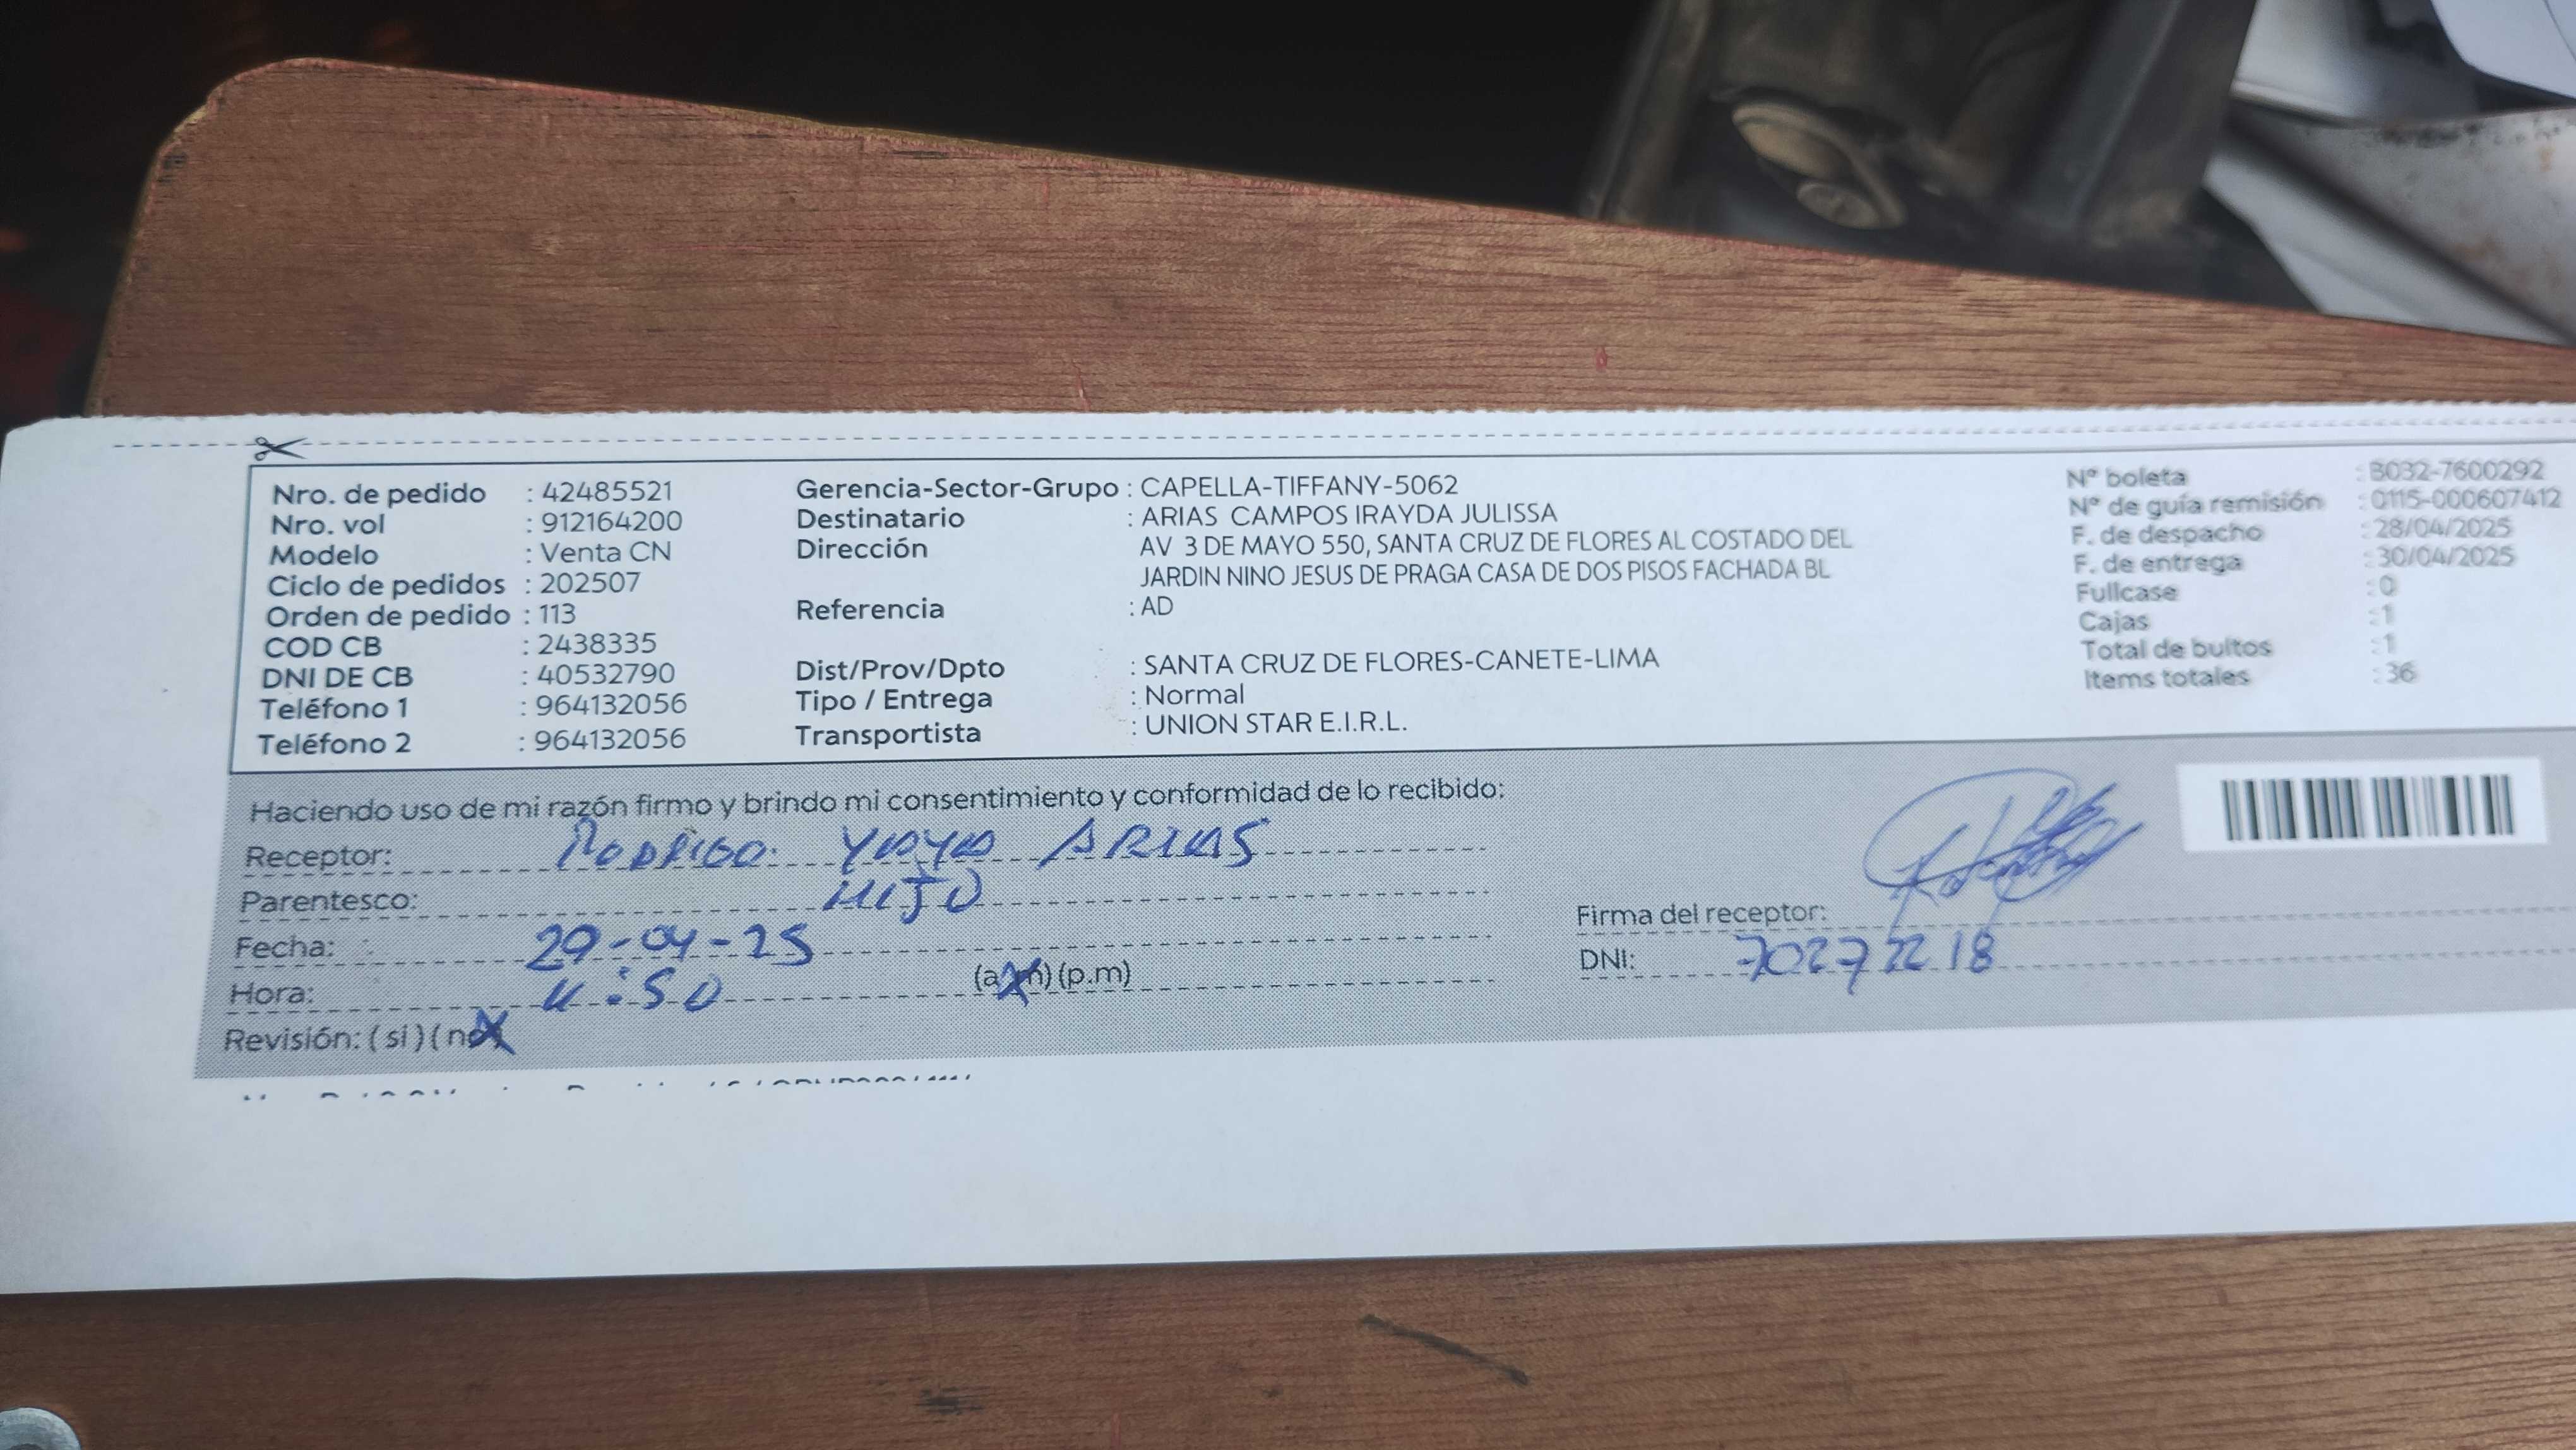 Nro. de pedido : 42485521
Nro. vol : 912164200
Modelo : Venta CN
Ciclo de pedidos : 202507
Orden de pedido : 113
COD CB : 2438335
DNI DE CB : 40532790
Teléfono 1 : 964132056
Teléfono 2 : 964132056
Gerencia-Sector-Grupo : CAPELLA-TIFFANY-5062
Destinatario : ARIAS CAMPOS IRAYDA JULISSA
Dirección AV 3 DE MAYO 550, SANTA CRUZ DE FLORES AL COSTADO DEL
JARDIN NINO JESUS DE PRAGA CASA DE DOS PISOS FACHADA BL
Referencia : AD
Dist/Prov/Dpto : SANTA CRUZ DE FLORES-CANETE-LIMA
Tipo / Entrega : Normal
Transportista : UNION STAR E.I.R.L.
N° boleta : B032-7600292
N° de guía remisión : 0115-000607412
F. de despacho : 28/04/2025
F. de entrega : 30/04/2025
Fullcase : 0
Cajas : 1
Total de bultos : 1
Items totales : 36
Haciendo uso de mi razón firmo y brindo mi consentimiento y conformidad de lo recibido:
Receptor: Rodrigo ARIAS
Parentesco: HIJO
Fecha: 29-04-25
Hora: 11:50 (a.m) (p.m)
Revisión: ( si ) ( no )
Firma del receptor:
DNI: 70272218